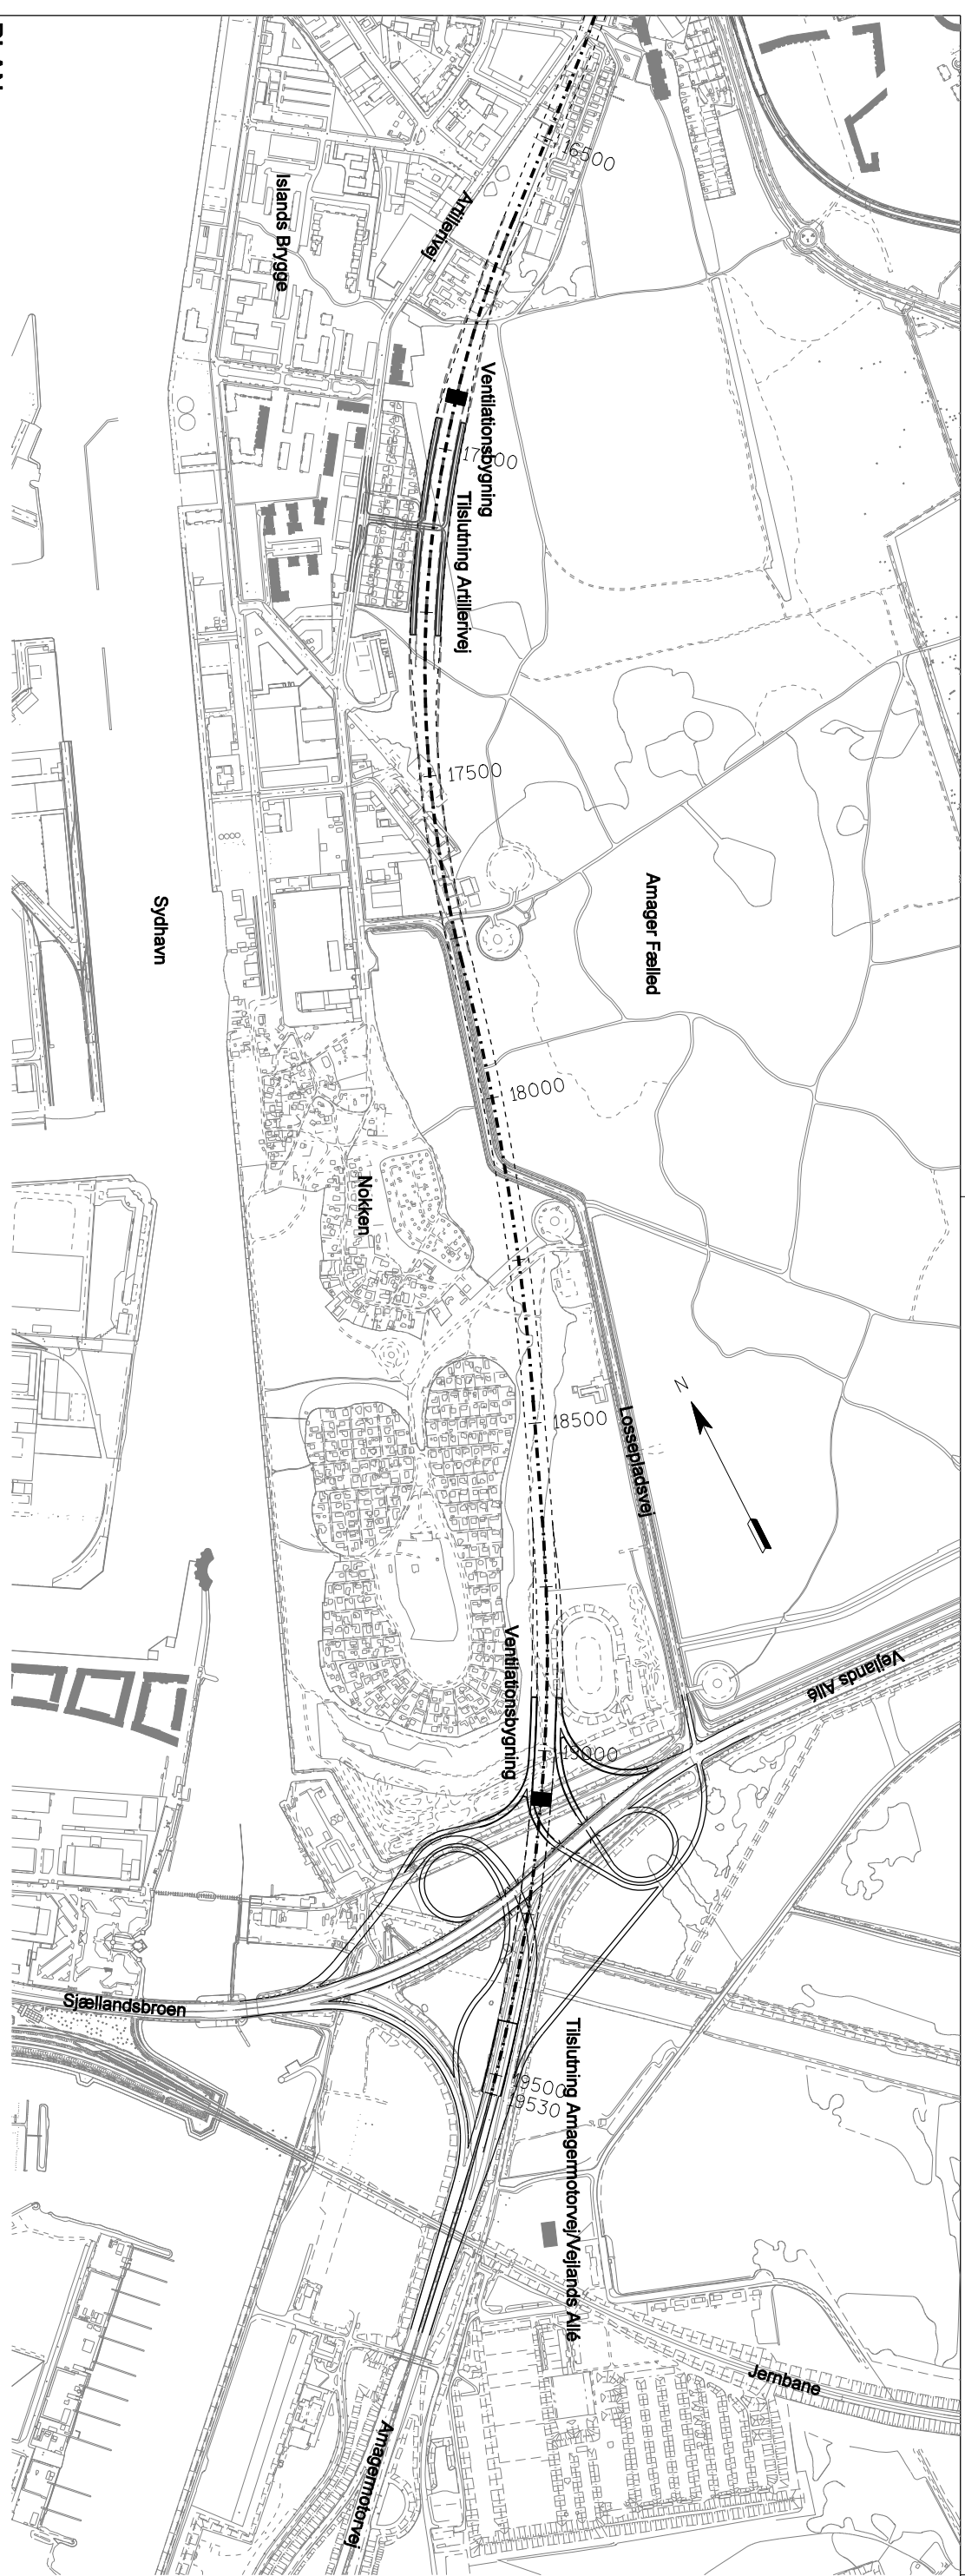 16500
Artillerivej
Islands Brygge
Ventilationsbygning
Tilslutning Artillerivej
17500
Amager Fælled
Sydhavn
18000
Nokken
N
18500
Lossepladsvej
Ventilationsbygning
Vejlands Allé
19000
Sjællandsbroen
Tilslutning Amagermotorvej/Vejlands Allé
19500
19530
Jernbane
Amagermotorvej